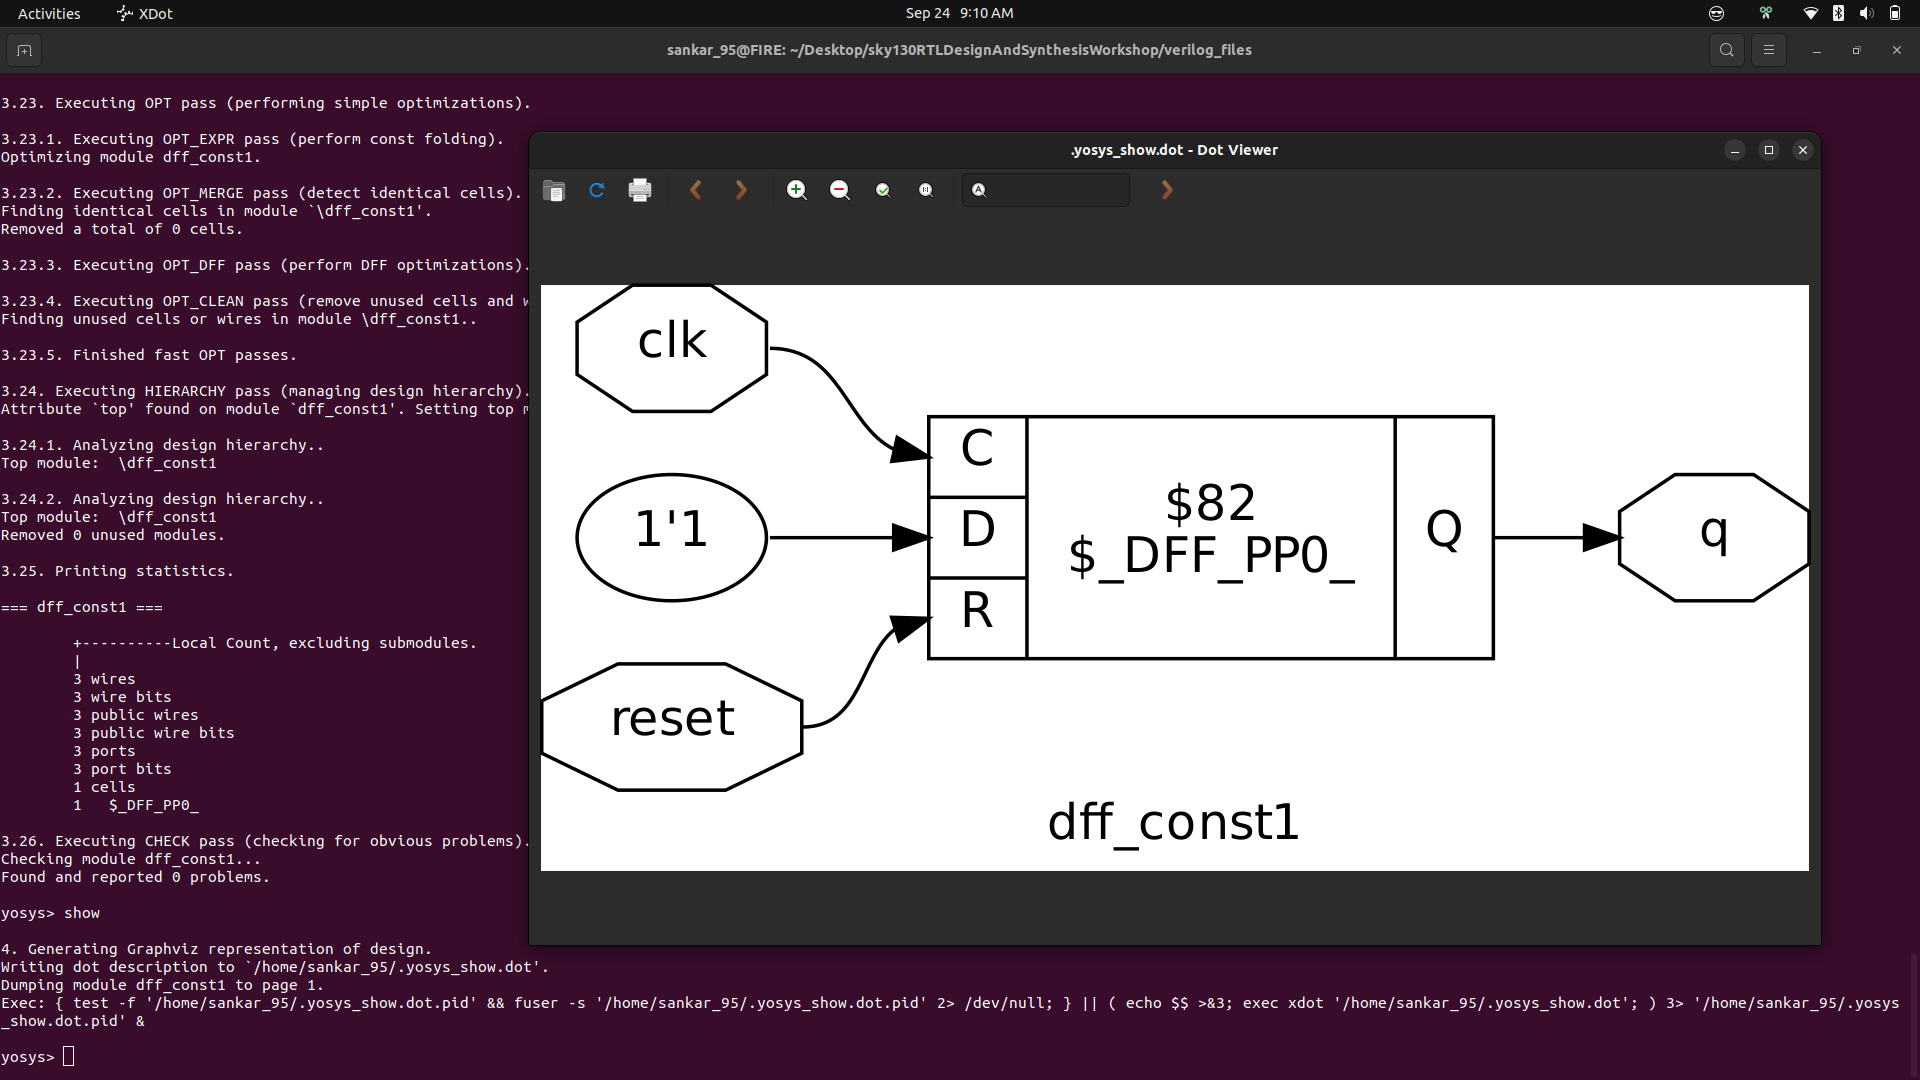 Activities
XDot
Sep 24 9:10 AM
sankar_95@FIRE: ~/Desktop/sky130RTLDesignAndSynthesisWorkshop/verilog_files
3.23. Executing OPT pass (performing simple optimizations).
3.23.1. Executing OPT_EXPR pass (perform const folding).
Optimizing module dff_const1.
3.23.2. Executing OPT_MERGE pass (detect identical cells).
Finding identical cells in module `\dff_const1'.
Removed a total of 0 cells.
3.23.3. Executing OPT_DFF pass (perform DFF optimizations).
3.23.4. Executing OPT_CLEAN pass (remove unused cells and w
Finding unused cells or wires in module \dff_const1..
3.23.5. Finished fast OPT passes.
3.24. Executing HIERARCHY pass (managing design hierarchy).
Attribute `top' found on module `dff_const1'. Setting top m
3.24.1. Analyzing design hierarchy..
Top module:  \dff_const1
3.24.2. Analyzing design hierarchy..
Top module:  \dff_const1
Removed 0 unused modules.
3.25. Printing statistics.
=== dff_const1 ===
+----------Local Count, excluding submodules.
|
3 wires
3 wire bits
3 public wires
3 public wire bits
3 ports
3 port bits
1 cells
1   $_DFF_PP0_
3.26. Executing CHECK pass (checking for obvious problems).
Checking module dff_const1...
Found and reported 0 problems.
yosys> show
4. Generating Graphviz representation of design.
Writing dot description to `/home/sankar_95/.yosys_show.dot'.
Dumping module dff_const1 to page 1.
Exec: { test -f '/home/sankar_95/.yosys_show.dot.pid' && fuser -s '/home/sankar_95/.yosys_show.dot.pid' 2> /dev/null; } || ( echo $$ >&3; exec xdot '/home/sankar_95/.yosys_show.dot'; ) 3> '/home/sankar_95/.yosys
_show.dot.pid' &
yosys>
.yosys_show.dot - Dot Viewer
clk
C
1'1
D
$82
$_DFF_PP0_
Q
q
R
reset
dff_const1